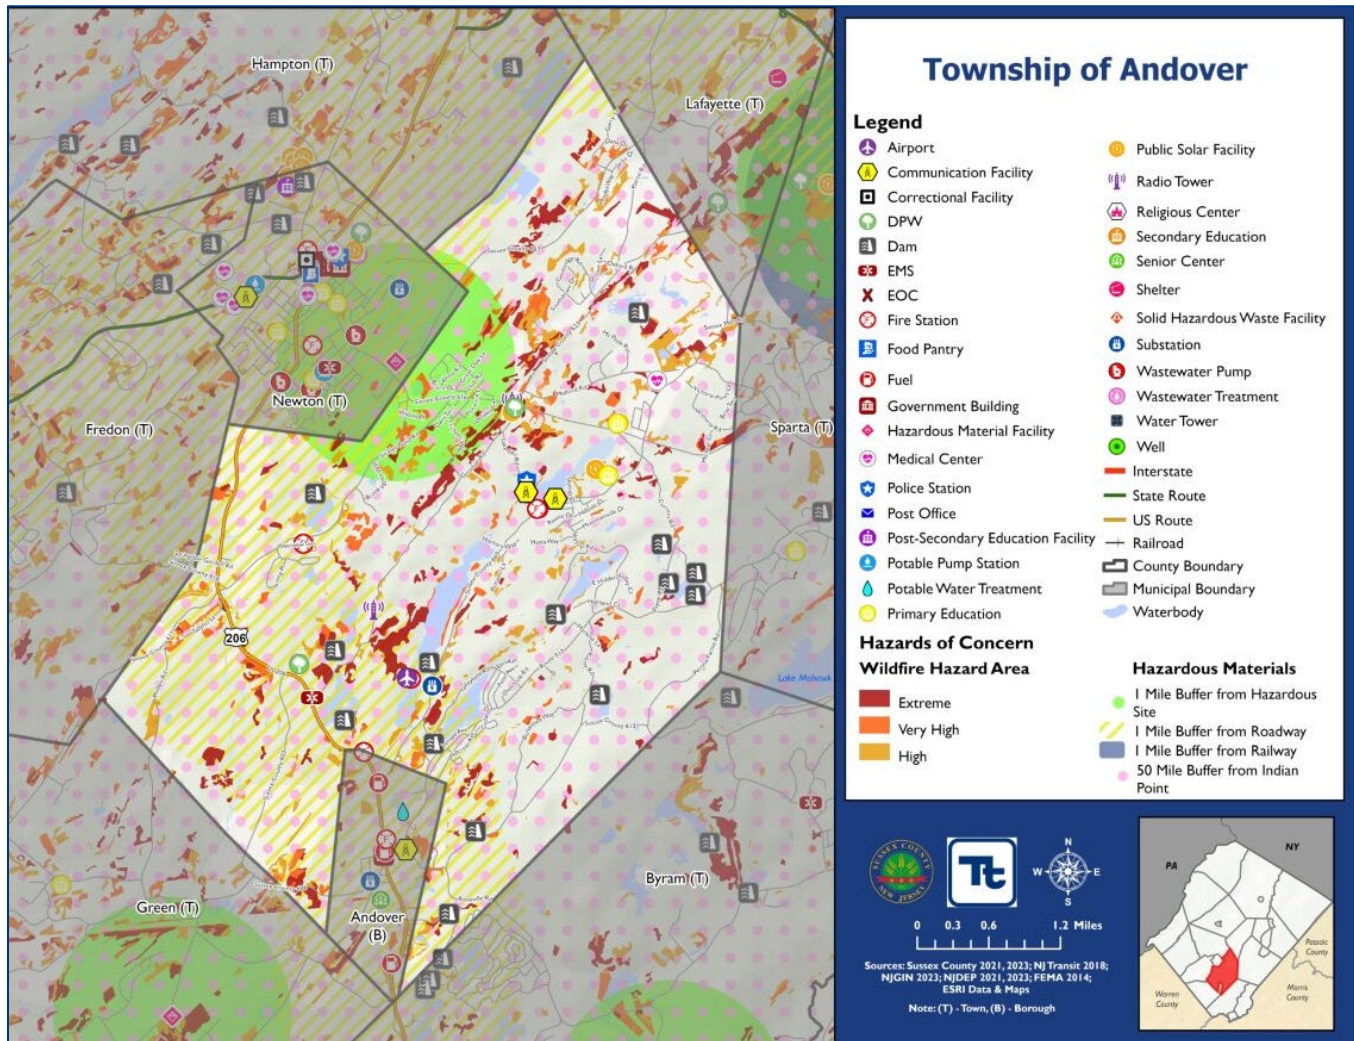 Township of Andover
Legend
Airport
Communication Facility
Correctional Facility
DPW
Dam
EMS
EOC
Fire Station
Food Pantry
Fuel
Government Building
Hazardous Material Facility
Medical Center
Police Station
Post Office
Post-Secondary Education Facility
Potable Pump Station
Potable Water Treatment
Primary Education
Public Solar Facility
Radio Tower
Religious Center
Secondary Education
Senior Center
Shelter
Solid Hazardous Waste Facility
Substation
Wastewater Pump
Wastewater Treatment
Water Tower
Well
Interstate
State Route
US Route
Railroad
County Boundary
Municipal Boundary
Waterbody
Hazards of Concern
Wildfire Hazard Area
Extreme
Very High
High
Hazardous Materials
1 Mile Buffer from Hazardous
Site
1 Mile Buffer from Roadway
1 Mile Buffer from Railway
50 Mile Buffer from Indian
Point
Hampton (T)
Lafayette (T)
Newton (T)
Fredon (T)
Sparta (T)
206
Lake Mohawk
Byram (T)
Green (T)
Andover
(B)
SUSSEX COUNTY
NEW JERSEY
Tt
N
W
E
S
0 0.3 0.6 1.2 Miles
Sources: Sussex County 2021, 2023; NJ Transit 2018;
NJGIN 2023; NJDEP 2021, 2023; FEMA 2014;
ESRI Data & Maps
Note: (T) - Town, (B) - Borough
PA
NY
Passaic
County
Morris
County
Warren
County